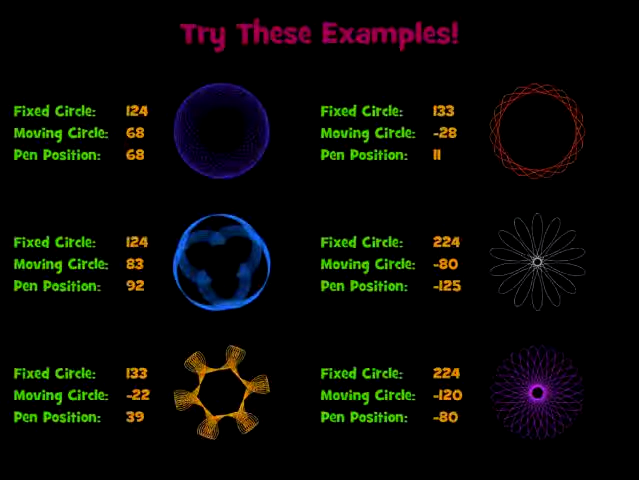 Try These Examples!
Fixed Circle: 124
Moving Circle: 68
Pen Position: 68
Fixed Circle: 133
Moving Circle: -28
Pen Position: 11
Fixed Circle: 124
Moving Circle: 83
Pen Position: 92
Fixed Circle: 224
Moving Circle: -80
Pen Position: -125
Fixed Circle: 133
Moving Circle: -22
Pen Position: 39
Fixed Circle: 224
Moving Circle: -120
Pen Position: -80